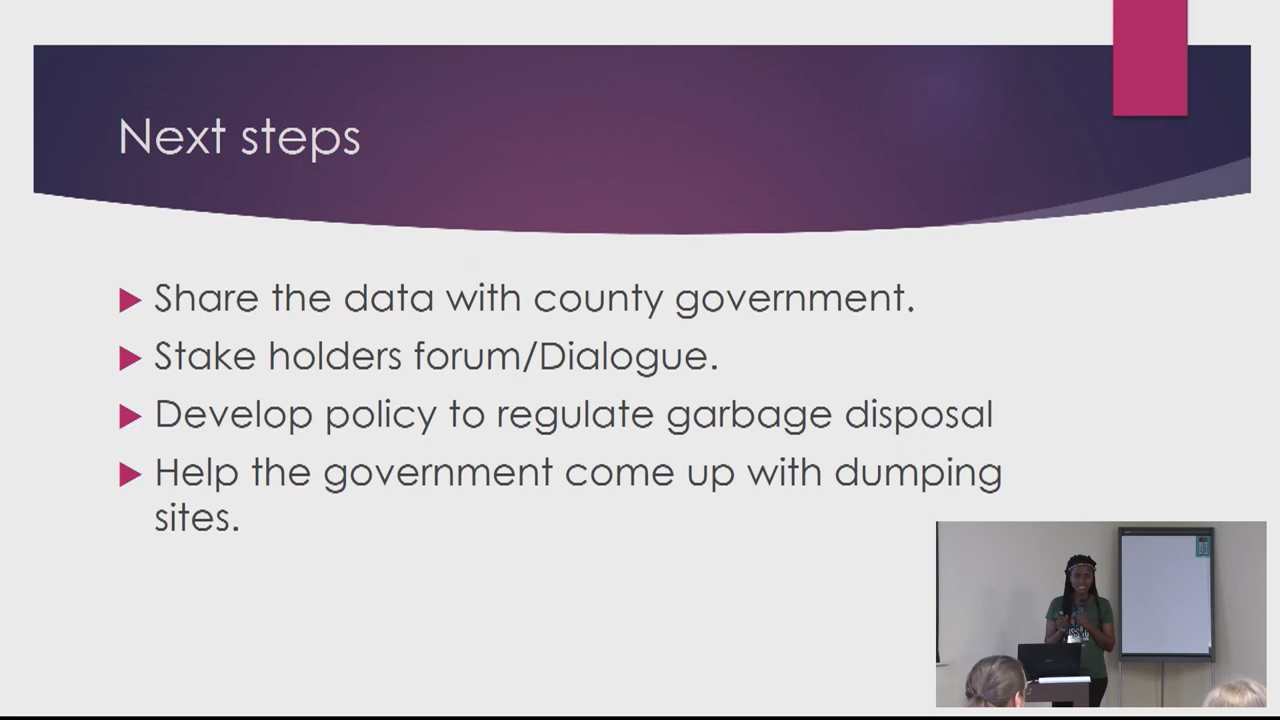 Next steps
Share the data with county government.
Stake holders forum/Dialogue.
Develop policy to regulate garbage disposal
Help the government come up with dumping
sites.